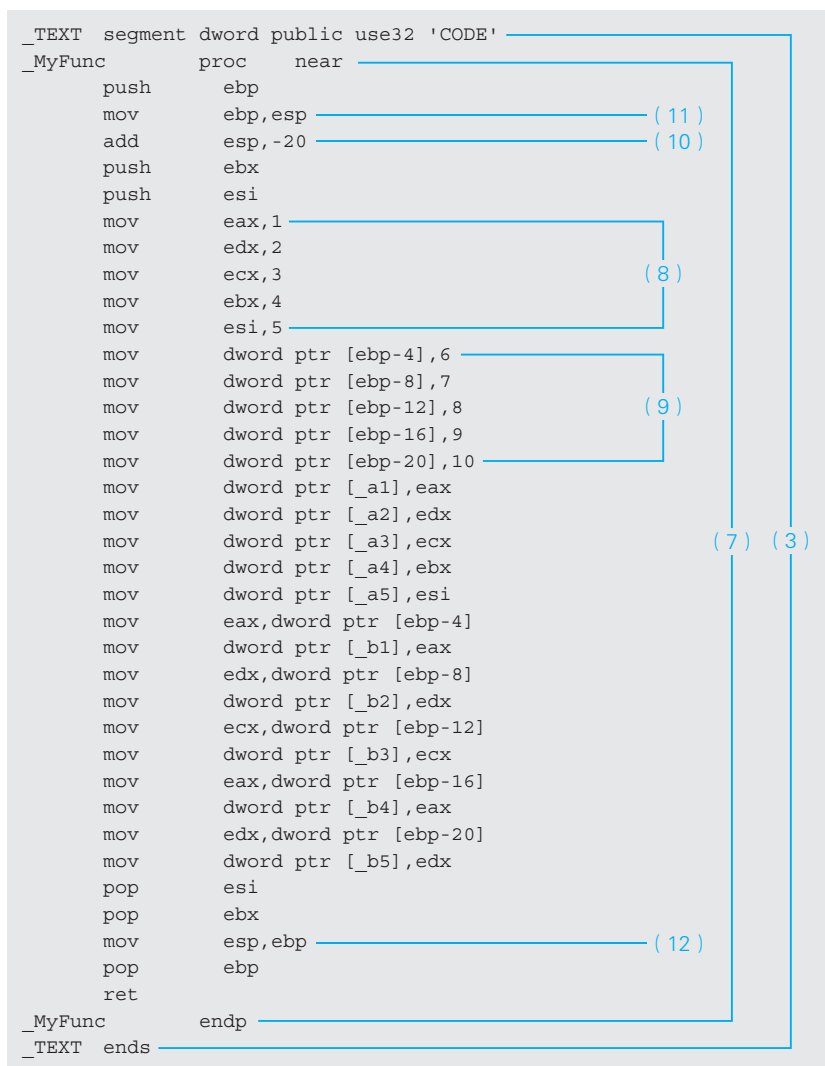 _TEXT segment dword public use32 'CODE'
_MyFunc proc near
push ebp
mov ebp,esp (11)
add esp,-20 (10)
push ebx
push esi
mov eax,1
mov edx,2
mov ecx,3 (8)
mov ebx,4
mov esi,5
mov dword ptr [ebp-4],6
mov dword ptr [ebp-8],7
mov dword ptr [ebp-12],8 (9)
mov dword ptr [ebp-16],9
mov dword ptr [ebp-20],10
mov dword ptr [_a1],eax
mov dword ptr [_a2],edx
mov dword ptr [_a3],ecx (7) (3)
mov dword ptr [_a4],ebx
mov dword ptr [_a5],esi
mov eax,dword ptr [ebp-4]
mov dword ptr [_b1],eax
mov edx,dword ptr [ebp-8]
mov dword ptr [_b2],edx
mov ecx,dword ptr [ebp-12]
mov dword ptr [_b3],ecx
mov eax,dword ptr [ebp-16]
mov dword ptr [_b4],eax
mov edx,dword ptr [ebp-20]
mov dword ptr [_b5],edx
pop esi
pop ebx
mov esp,ebp (12)
pop ebp
ret
_MyFunc endp
_TEXT ends